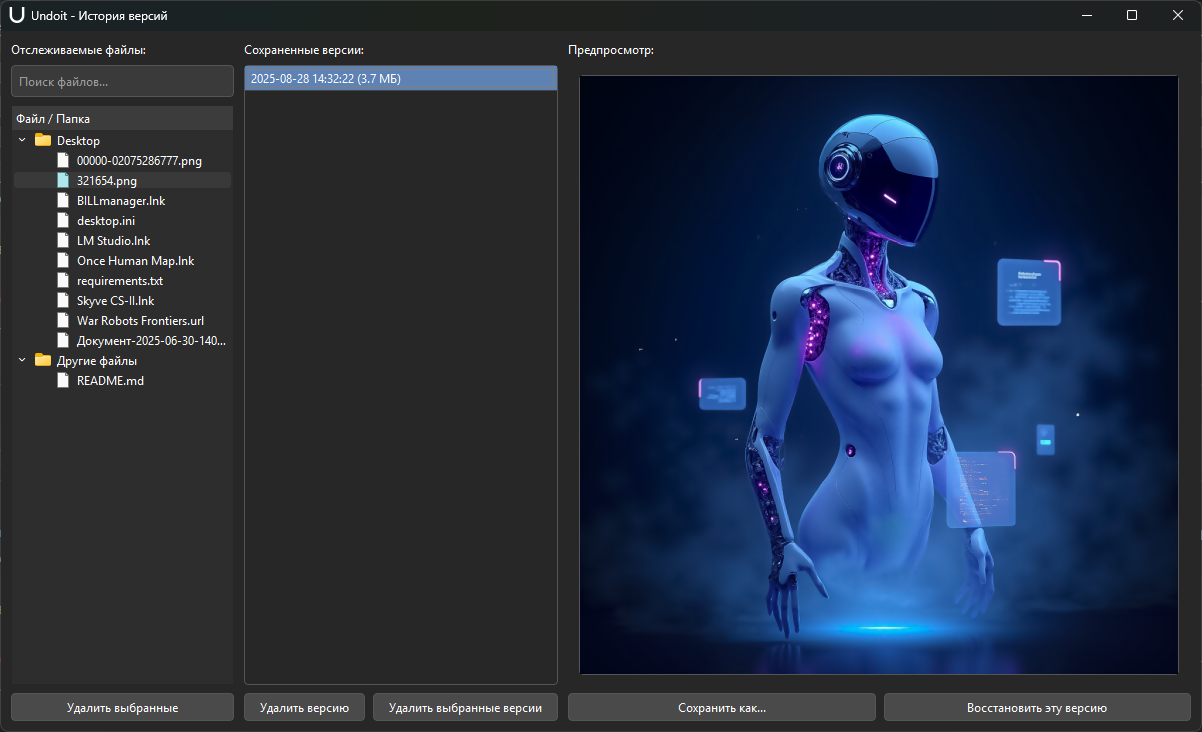 Undoit - История версий
Отслеживаемые файлы:
Поиск файлов...
Файл / Папка
Desktop
00000-02075286777.png
321654.png
BILLmanager.lnk
desktop.ini
LM Studio.lnk
Once Human Map.lnk
requirements.txt
Skyve CS-II.lnk
War Robots Frontiers.url
Документ-2025-06-30-140...
Другие файлы
README.md
Удалить выбранные
Сохраненные версии:
2025-08-28 14:32:22 (3.7 МБ)
Удалить версию
Удалить выбранные версии
Предпросмотр:
Сохранить как...
Восстановить эту версию